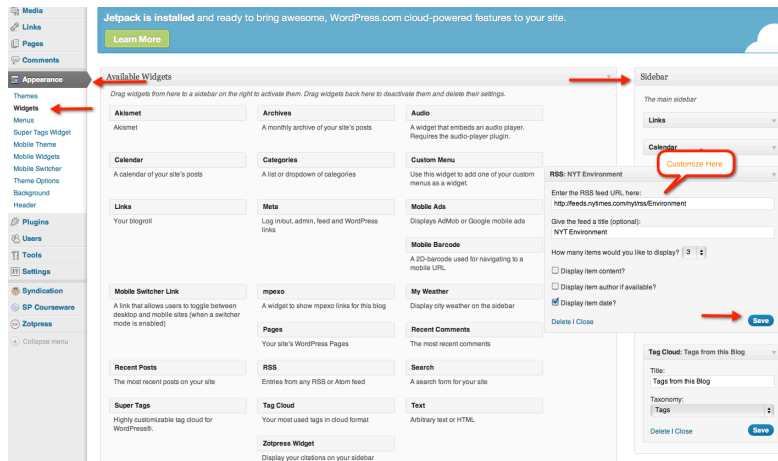 Media
Links
Pages
Comments
Appearance
Themes
Widgets
Menus
Super Tags Widget
Mobile Theme
Mobile Widgets
Mobile Switcher
Theme Options
Background
Header
Plugins
Users
Tools
Settings
Syndication
SP Courseware
Zotpress
Collapse menu
Jetpack is installed and ready to bring awesome, WordPress.com cloud-powered features to your site.
Learn More
Available Widgets
Drag widgets from here to a sidebar on the right to activate them. Drag widgets back here to deactivate them and delete their settings.
Akismet
Akismet
Archives
A monthly archive of your site's posts
Audio
A widget that embeds an audio player.
Requires the audio-player plugin.
Calendar
A calendar of your site's posts
Categories
A list or dropdown of categories
Custom Menu
Use this widget to add one of your custom
menus as a widget.
Links
Your blogroll
Meta
Log in/out, admin, feed and WordPress
links
Mobile Ads
Displays AdMob or Google mobile ads
Mobile Barcode
A 2D-barcode used for navigating to a
mobile URL
Mobile Switcher Link
A link that allows users to toggle between
desktop and mobile sites (when a switcher
mode is enabled)
mpexo
A widget to show mpexo links for this blog
My Weather
Display city weather on the sidebar
Pages
Your site's WordPress Pages
Recent Comments
The most recent comments
Recent Posts
The most recent posts on your site
RSS
Entries from any RSS or Atom feed
Search
A search form for your site
Super Tags
Highly customizable tag cloud for
WordPress®.
Tag Cloud
Your most used tags in cloud format
Text
Arbitrary text or HTML
Zotpress Widget
Display your citations on your sidebar
Sidebar
The main sidebar
Links
Calendar
Customize Here
RSS: NYT Environment
Enter the RSS feed URL here:
http://feeds.nytimes.com/nyt/rss/Environment
Give the feed a title (optional):
NYT Environment
How many items would you like to display? 3
Display item content?
Display item author if available?
Display item date?
Delete | Close
Save
Tag Cloud: Tags from this Blog
Title:
Tags from this Blog
Taxonomy:
Tags
Delete | Close
Save